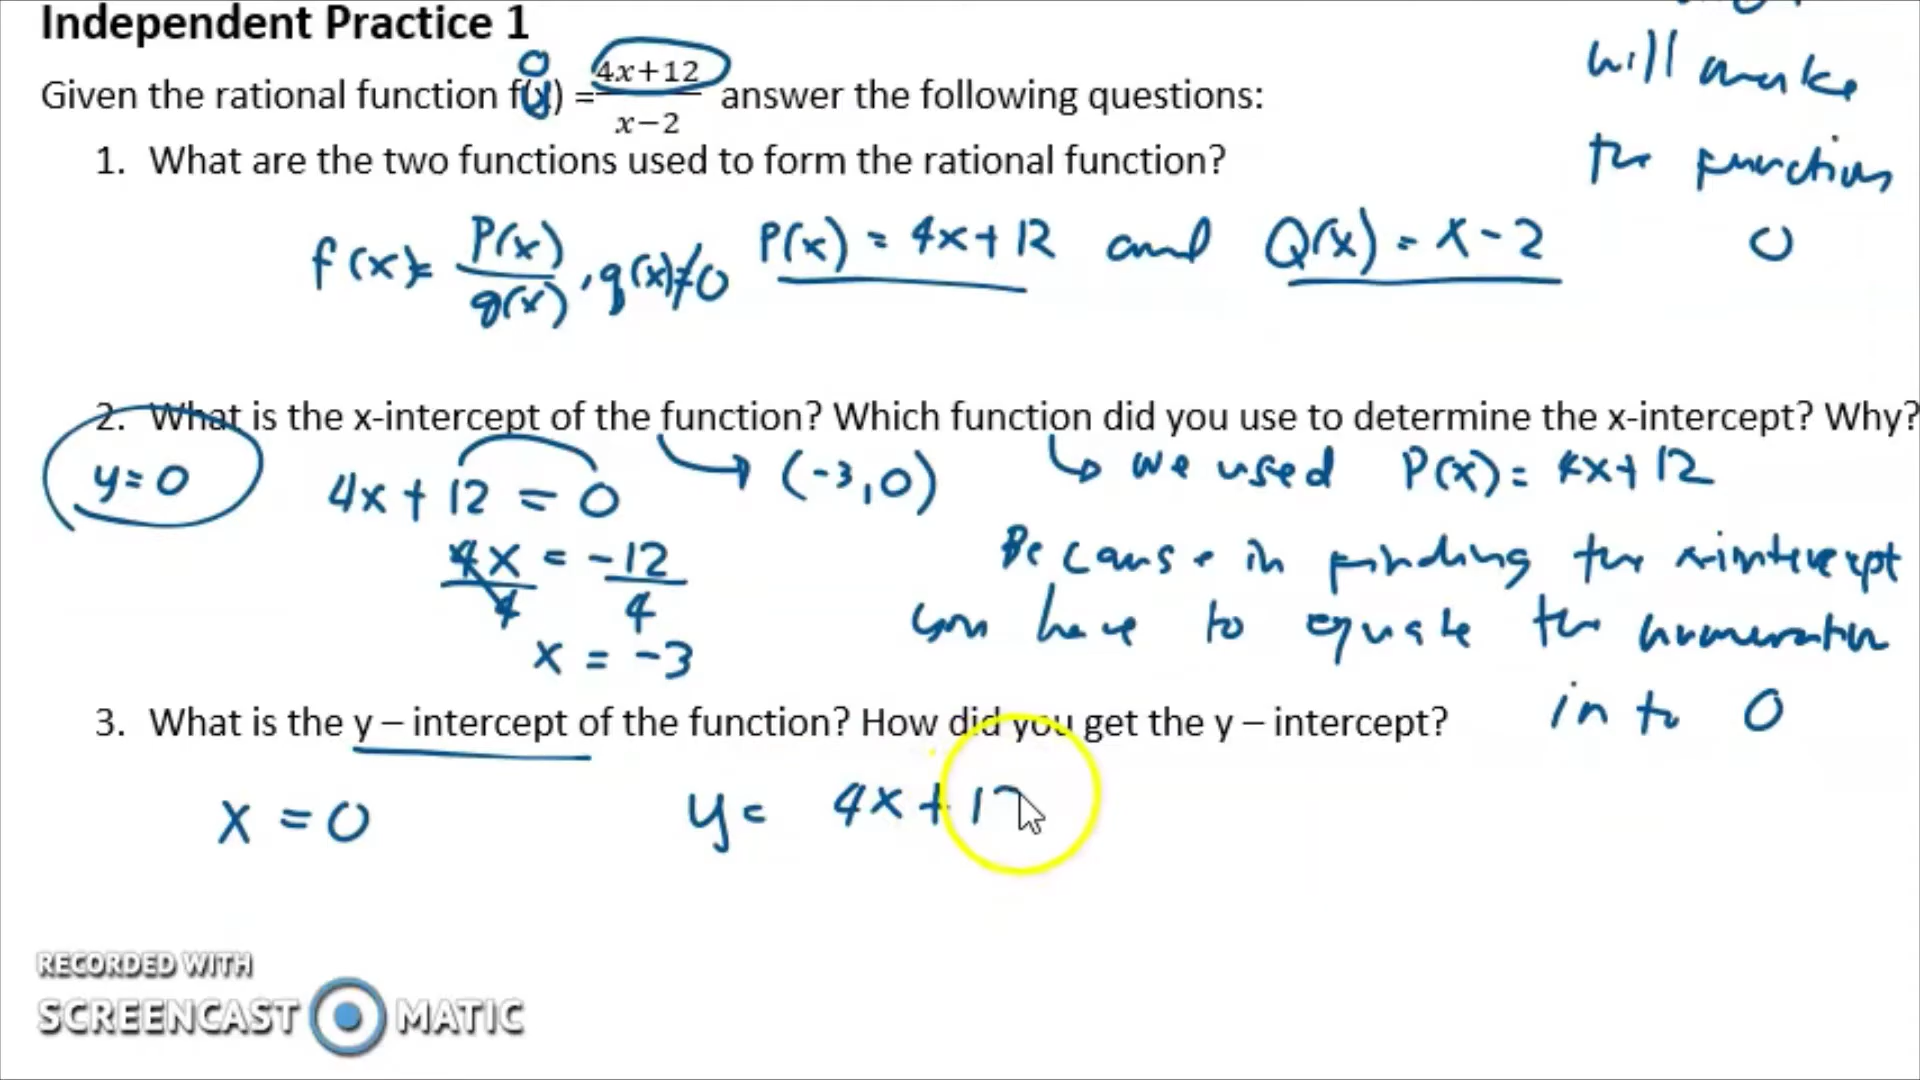 Independent Practice 1
Given the rational function f(y) = 4x+12 / x−2 answer the following questions:
0
will make
the function
0
1. What are the two functions used to form the rational function?
f(x) = P(x) / q(x), q(x)≠0 P(x) = 4x+12 and Q(x) = x-2
2. What is the x-intercept of the function? Which function did you use to determine the x-intercept? Why?
y=0 4x+12 = 0 (-3,0) we used P(x) = 4x+12
4x = -12
4 4
x = -3
Because in finding the x-intercept
you have to equate the numerator
in to 0
3. What is the y – intercept of the function? How did you get the y – intercept?
x = 0 y = 4x+12
RECORDED WITH
SCREENCAST MATIC